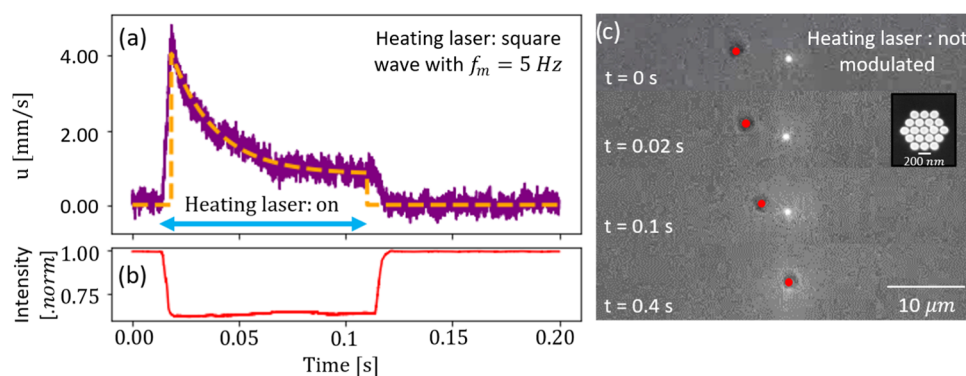 (a)
Heating laser: square
wave with f_m = 5 Hz
u [mm/s]
4.00
2.00
0.00
Heating laser: on
(b)
Intensity
[.norm]
1.00
0.75
0.00
0.05
0.10
0.15
0.20
Time [s]
(c)
Heating laser : not
modulated
t = 0 s
t = 0.02 s
200 nm
t = 0.1 s
t = 0.4 s
10 μm